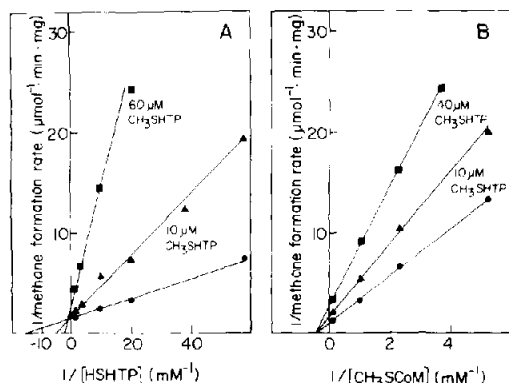 A
1/methane formation rate (μmol⁻¹·min·mg)
30
20
10
60 μM
CH₃SHTP
10 μM
CH₃SHTP
-10 0 20 40
1/[HSHTP] (mM⁻¹)
B
1/methane formation rate (μmol⁻¹·min·mg)
30
20
10
40 μM
CH₃SHTP
10 μM
CH₃SHTP
0 2 4 6
1/[CH₃SCoM] (mM⁻¹)